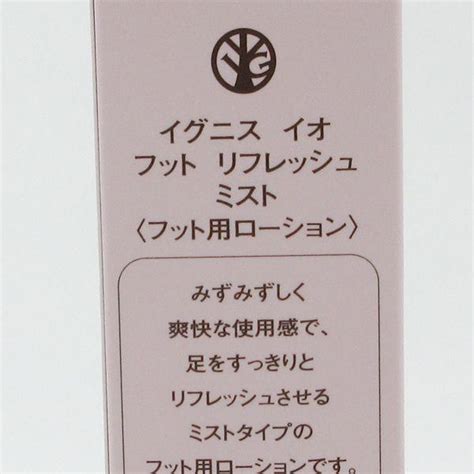 イグニス イオ
フット リフレッシュ
ミスト
〈フット用ローション〉
みずみずしく
爽快な使用感で、
足をすっきりと
リフレッシュさせる
ミストタイプの
フット用ローションです。